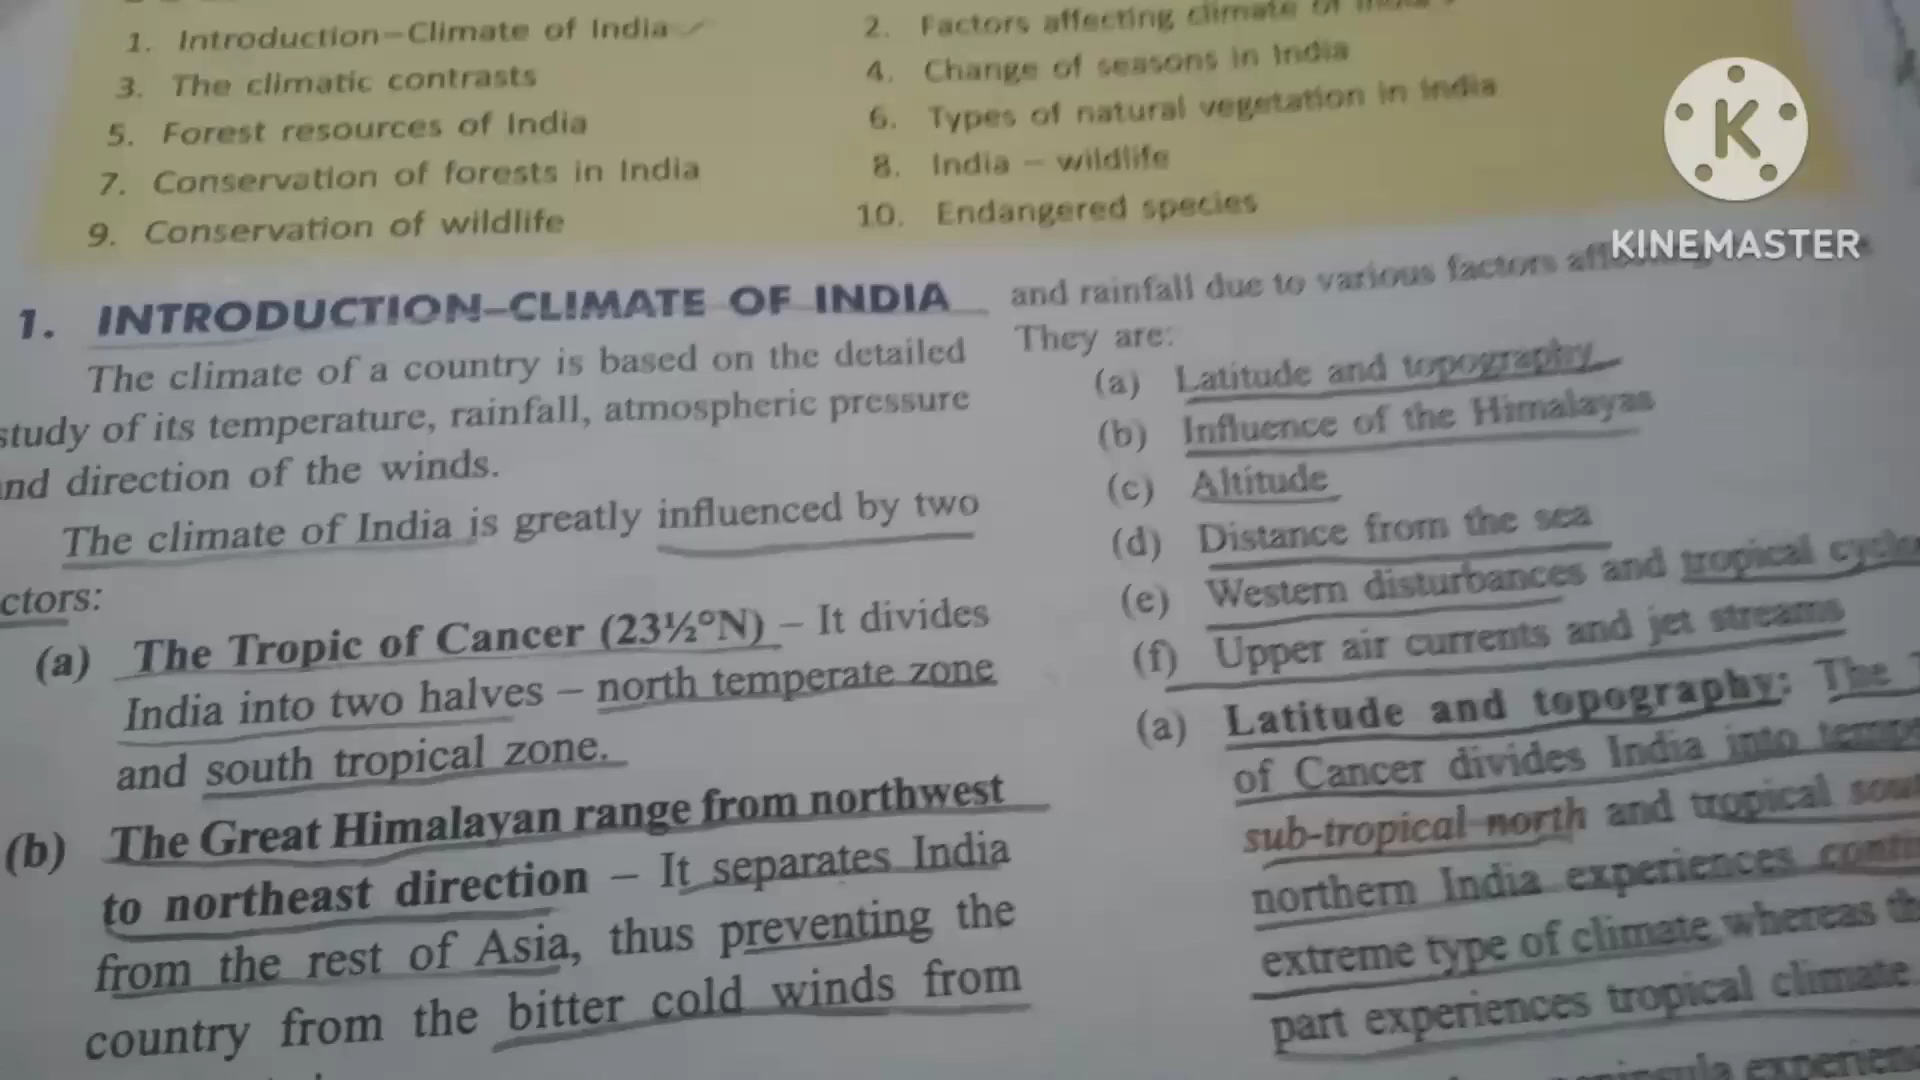 1. Introduction–Climate of India
2. Factors affecting climate of
3. The climatic contrasts
4. Change of seasons in India
5. Forest resources of India
6. Types of natural vegetation in India
7. Conservation of forests in India
8. India – wildlife
9. Conservation of wildlife
10. Endangered species
K
KINEMASTER
1. INTRODUCTION–CLIMATE OF INDIA
The climate of a country is based on the detailed
study of its temperature, rainfall, atmospheric pressure
nd direction of the winds.
The climate of India is greatly influenced by two
ctors:
(a) The Tropic of Cancer (23½°N) – It divides
India into two halves – north temperate zone
and south tropical zone.
(b) The Great Himalayan range from northwest
to northeast direction – It separates India
from the rest of Asia, thus preventing the
country from the bitter cold winds from
and rainfall due to various factors
They are:
(a) Latitude and topography
(b) Influence of the Himalayas
(c) Altitude
(d) Distance from the sea
(e) Western disturbances and tropical
(f) Upper air currents and jet streams
(a) Latitude and topography: The
of Cancer divides India into
sub-tropical north and tropical
northern India experiences
extreme type of climate whereas
part experiences tropical climate.